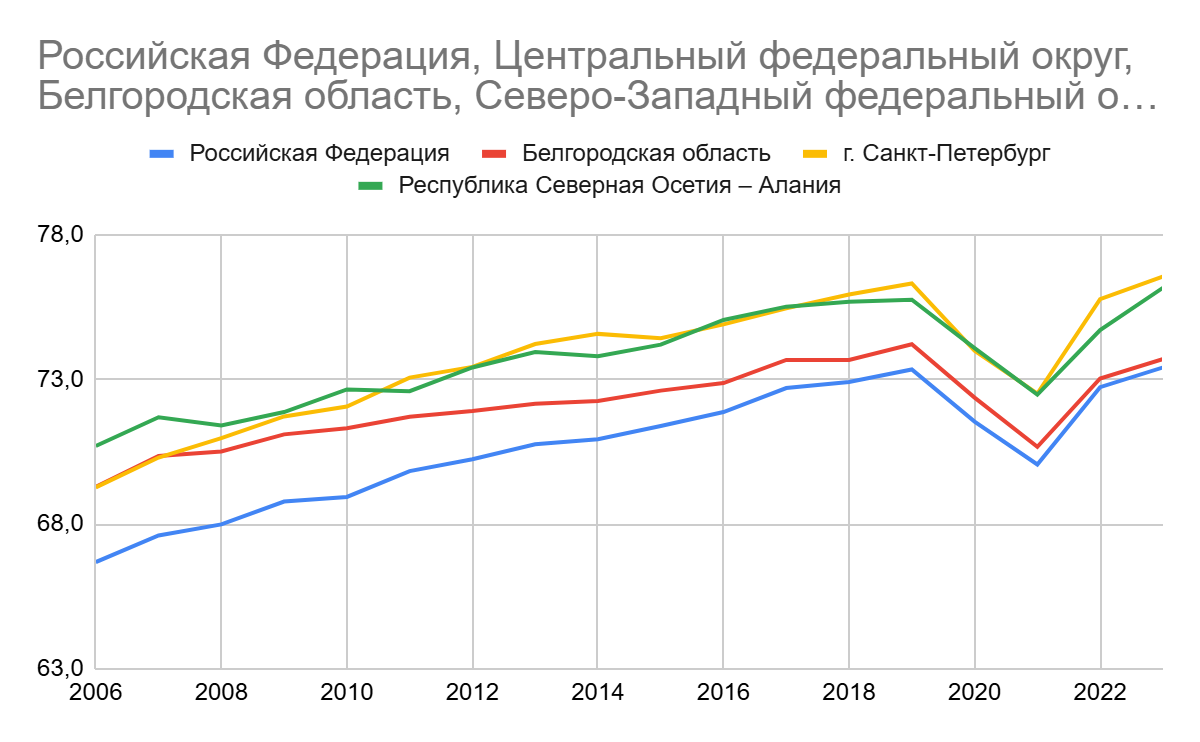 Российская Федерация, Центральный федеральный округ,
Белгородская область, Северо-Западный федеральный о…
Российская Федерация Белгородская область г. Санкт-Петербург
Республика Северная Осетия – Алания
78,0
73,0
68,0
63,0
2006 2008 2010 2012 2014 2016 2018 2020 2022